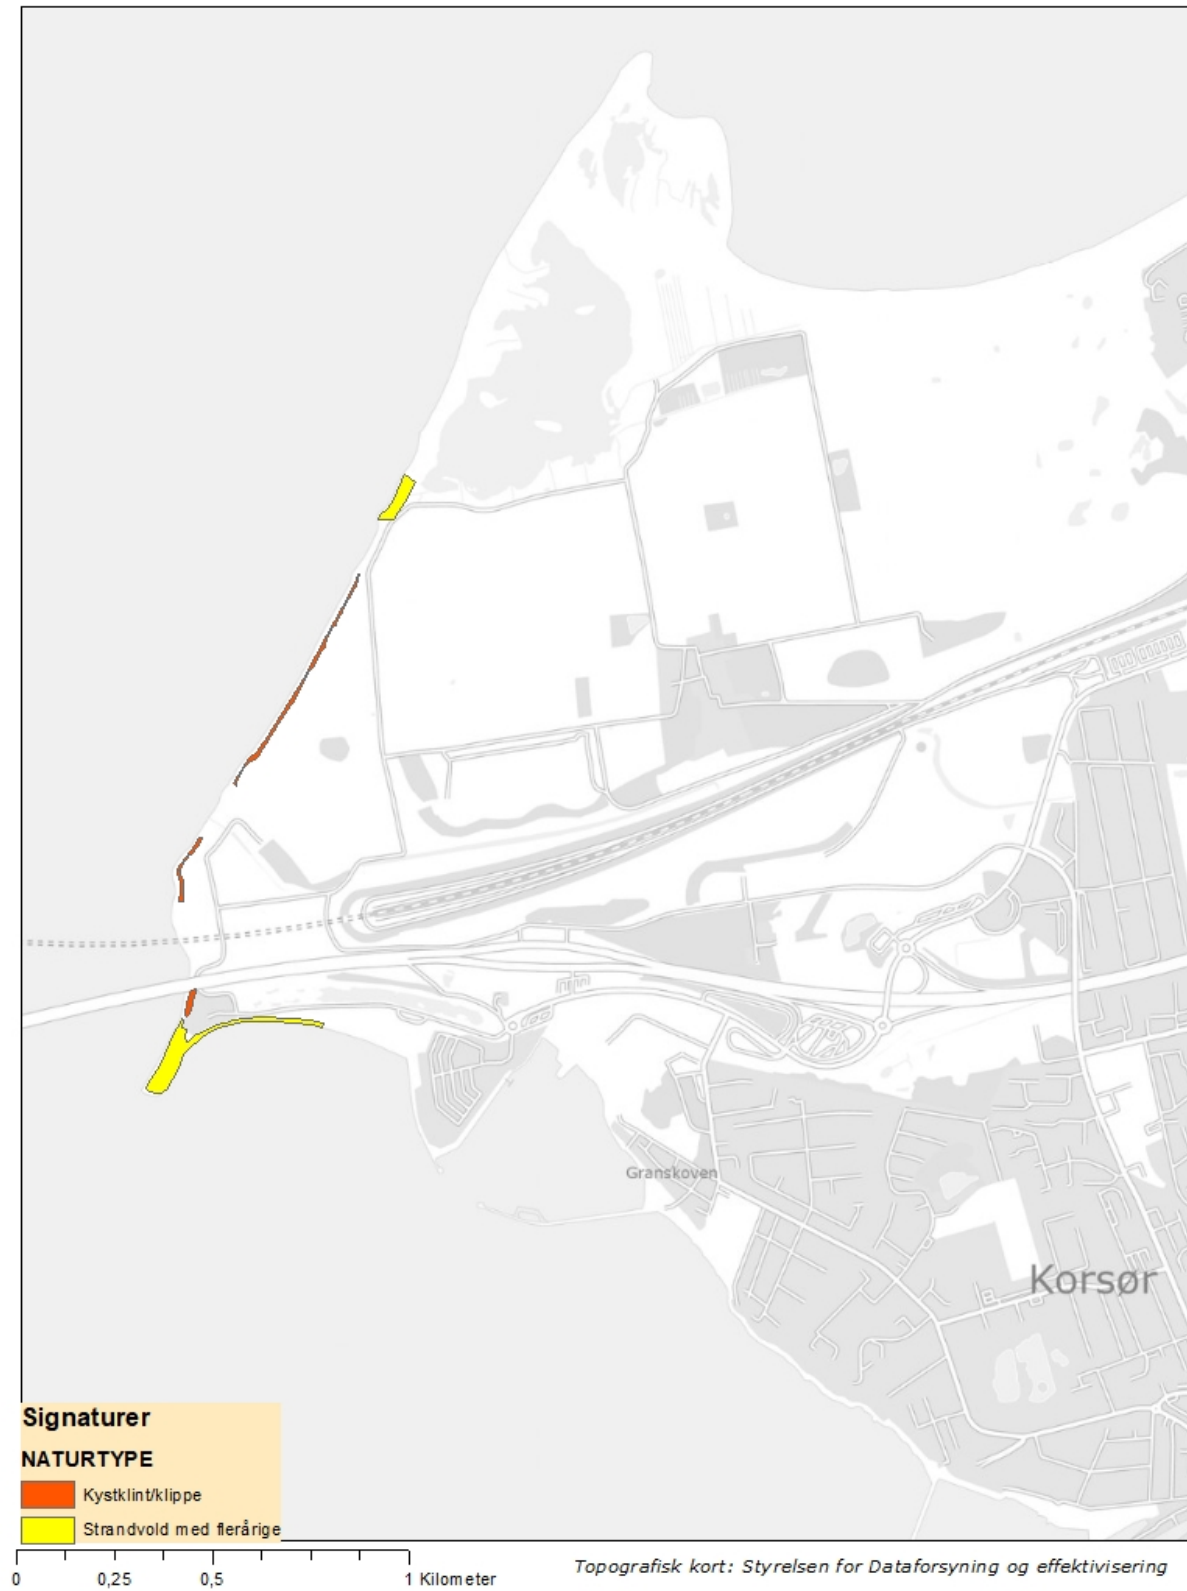 Granskoven
Korsør
Signaturer
NATURTYPE
Kystklint/klippe
Strandvold med flerårige
0 0,25 0,5 1 Kilometer
Topografisk kort: Styrelsen for Dataforsyning og effektivisering